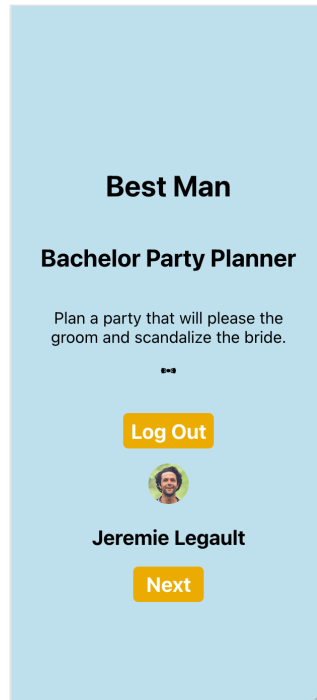 Best Man
Bachelor Party Planner
Plan a party that will please the
groom and scandalize the bride.
Log Out
Jeremie Legault
Next